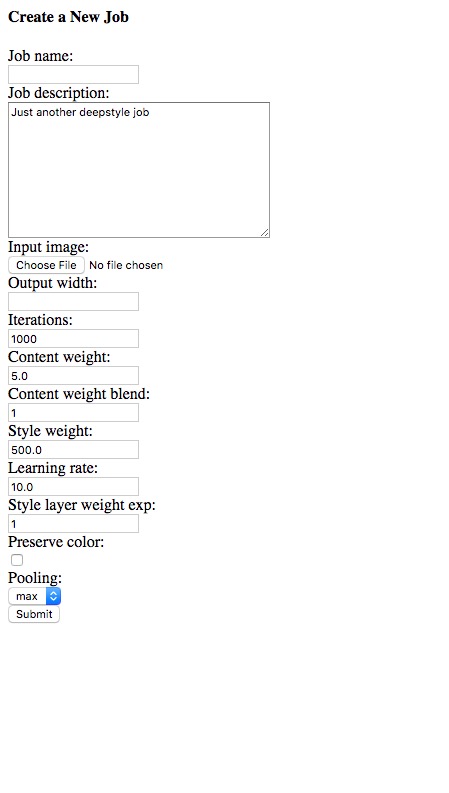 Create a New Job
Job name:
Job description:
Just another deepstyle job
Input image:
Choose File No file chosen
Output width:
Iterations:
1000
Content weight:
5.0
Content weight blend:
1
Style weight:
500.0
Learning rate:
10.0
Style layer weight exp:
1
Preserve color:
Pooling:
max
Submit